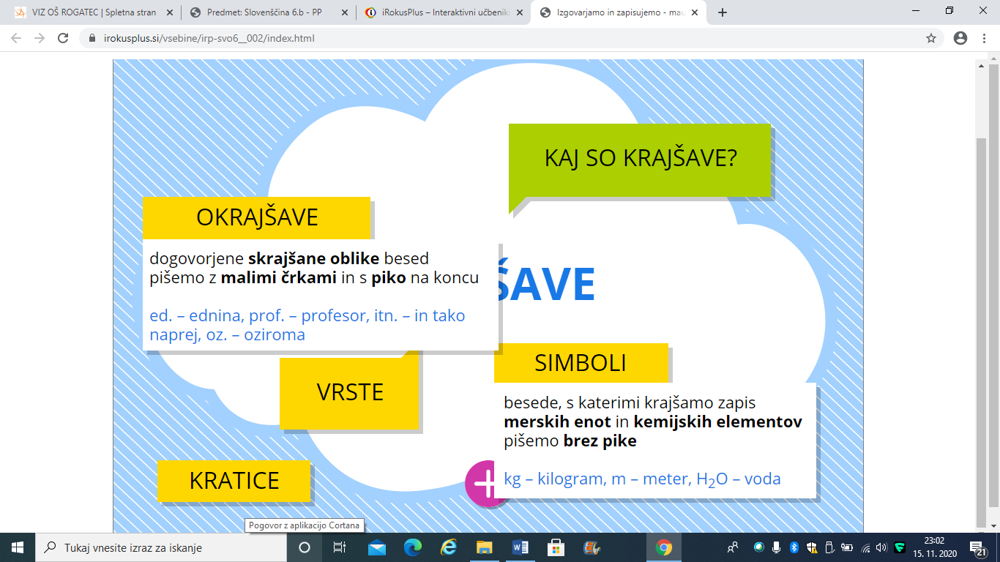 VIZ OŠ ROGATEC | Spletna stran
Predmet: Slovenščina 6.b - PP
iRokusPlus – Interaktivni učbenik
Izgovarjamo in zapisujemo - mau
irokusplus.si/vsebine/irp-svo6__002/index.html
KAJ SO KRAJŠAVE?
OKRAJŠAVE
dogovorjene skrajšane oblike besed
pišemo z malimi črkami in s piko na koncu
ed. – ednina, prof. – profesor, itn. – in tako
naprej, oz. – oziroma
ŠAVE
VRSTE
SIMBOLI
besede, s katerimi krajšamo zapis
merskih enot in kemijskih elementov
pišemo brez pike
kg – kilogram, m – meter, H₂O – voda
KRATICE
Pogovor z aplikacijo Cortana
Tukaj vnesite izraz za iskanje
23:02
15. 11. 2020
21